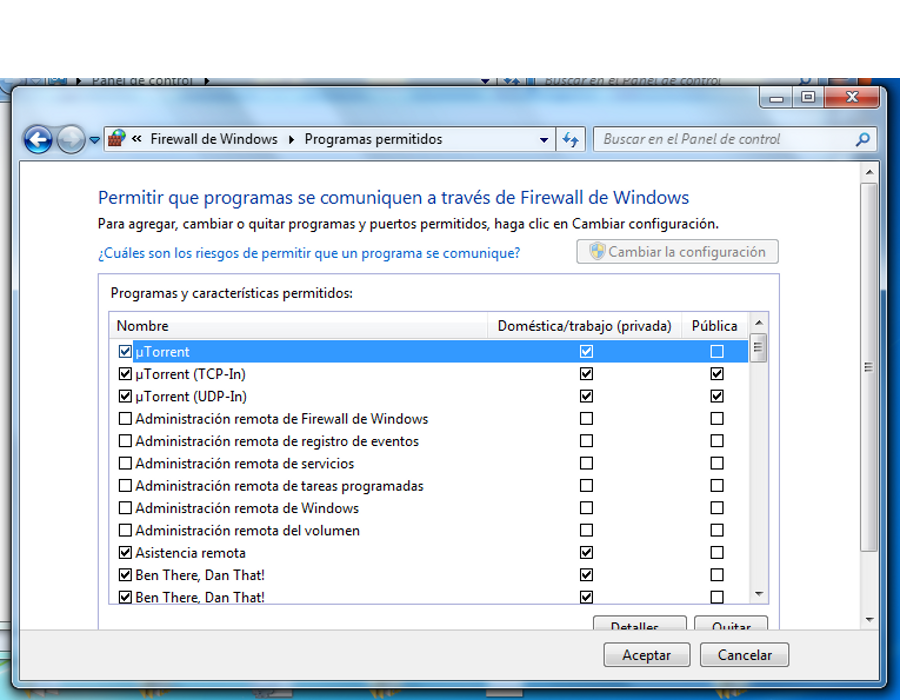 Panel de control
Buscar en el Panel de control
« Firewall de Windows Programas permitidos
Buscar en el Panel de control
Permitir que programas se comuniquen a través de Firewall de Windows
Para agregar, cambiar o quitar programas y puertos permitidos, haga clic en Cambiar configuración.
¿Cuáles son los riesgos de permitir que un programa se comunique?
Cambiar la configuración
Programas y características permitidos:
Nombre Doméstica/trabajo (privada) Pública
µTorrent
µTorrent (TCP-In)
µTorrent (UDP-In)
Administración remota de Firewall de Windows
Administración remota de registro de eventos
Administración remota de servicios
Administración remota de tareas programadas
Administración remota de Windows
Administración remota del volumen
Asistencia remota
Ben There, Dan That!
Ben There, Dan That!
Detalles... Quitar
Aceptar Cancelar